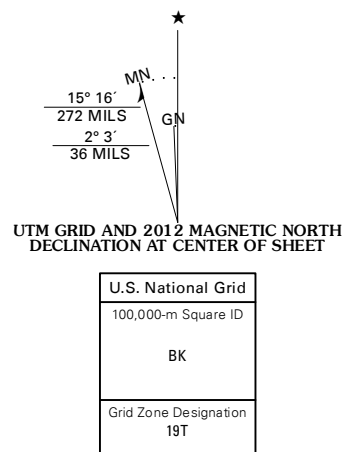 ★
MN
15° 16´
272 MILS
GN
2° 3´
36 MILS
UTM GRID AND 2012 MAGNETIC NORTH
DECLINATION AT CENTER OF SHEET
U.S. National Grid
100,000-m Square ID
BK
Grid Zone Designation
19T